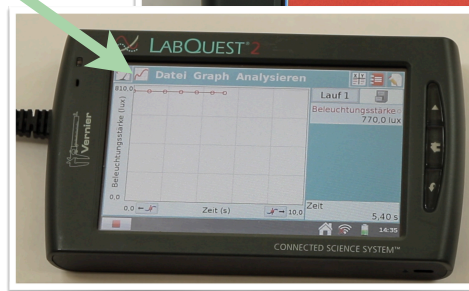 LABQUEST®2
Datei Graph Analysieren
Lauf 1
810,0
Beleuchtungsstärke (lux)
0,0
0,0
Zeit (s)
10,0
Beleuchtungsstärke
770,0 lux
Zeit
5,40 s
14:35
Vernier
CONNECTED SCIENCE SYSTEM™